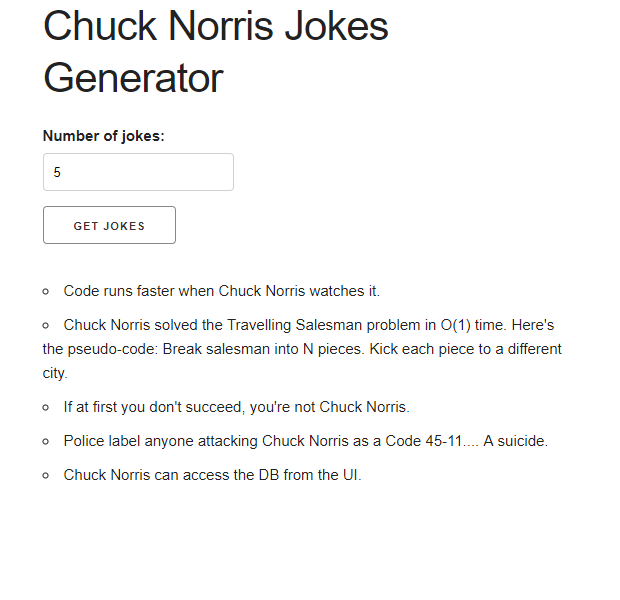 Chuck Norris Jokes
Generator
Number of jokes:
5
GET JOKES
Code runs faster when Chuck Norris watches it.
Chuck Norris solved the Travelling Salesman problem in O(1) time. Here's
the pseudo-code: Break salesman into N pieces. Kick each piece to a different
city.
If at first you don't succeed, you're not Chuck Norris.
Police label anyone attacking Chuck Norris as a Code 45-11.... A suicide.
Chuck Norris can access the DB from the UI.